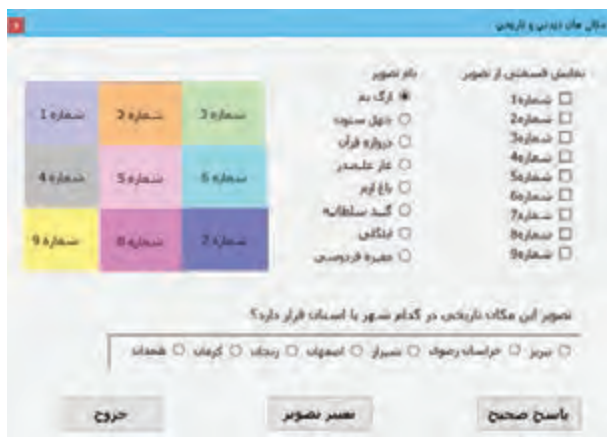 مکان های دیدنی و تاریخی
نمایش قسمتی از تصویر
شماره1
شماره2
شماره3
شماره4
شماره5
شماره6
شماره7
شماره8
شماره9
نام تصویر
ارگ بم
چهل ستون
دروازه قرآن
غار علیصدر
باغ ارم
گنبد سلطانیه
ائلگلی
مقبره فردوسی
شماره 3 شماره 2 شماره 1
شماره 6 شماره 5 شماره 4
شماره 7 شماره 8 شماره 9
تصویر این مکان تاریخی در کدام شهر یا استان قرار دارد؟
تبریز خراسان رضوی شیراز اصفهان زنجان کرمان همدان
پاسخ صحیح تغییر تصویر خروج